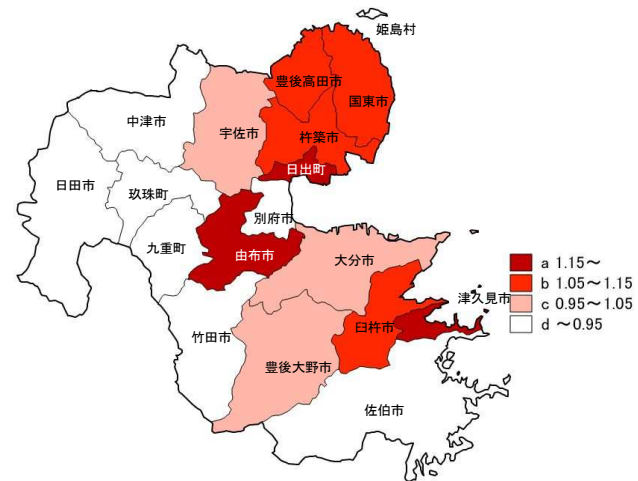 姫島村
豊後高田市
国東市
中津市
宇佐市
杵築市
日出町
日田市
玖珠町
別府市
九重町
由布市
大分市
a 1.15～
b 1.05～1.15
c 0.95～1.05
d ～0.95
津久見市
臼杵市
竹田市
豊後大野市
佐伯市